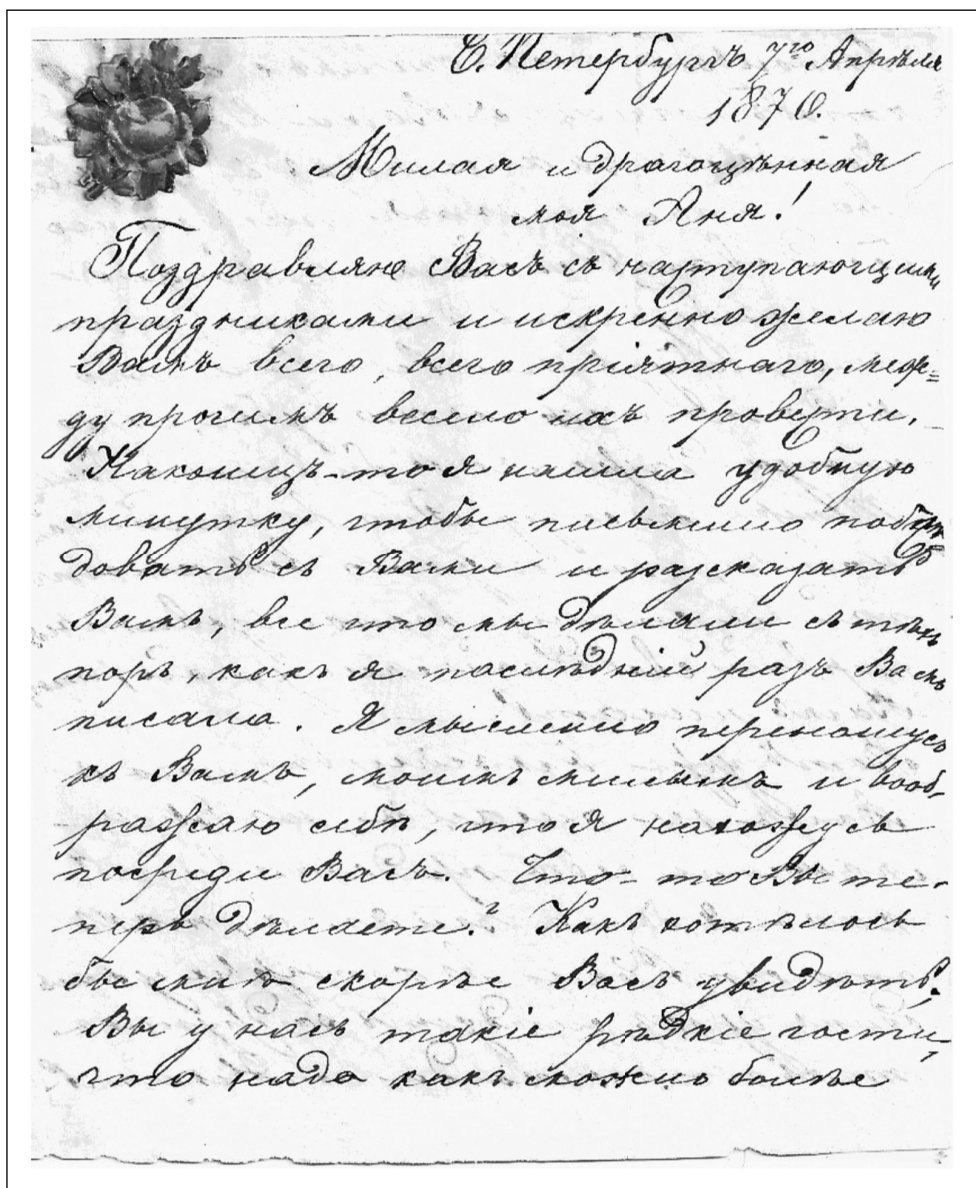 С. Петербургъ 7го Апрѣля
1870.
Милая и драгоцѣнная
моя Аня!
Поздравляю Васъ съ наступающими
праздниками и искренно желаю
Вамъ всего, всего пріятнаго, меж=
ду прочимъ весело ихъ провести.
Наконецъ-то я нашла удобную
минутку, чтобы письменно побѣсѣ
довать съ Вами и разсказать
Вамъ, все что мы дѣлали съ тѣхъ
поръ, какъ я послѣдній разъ Вамъ
писала. Я мысленно переношусь
къ Вамъ, моимъ милымъ и вооб-
ражаю себѣ, что я нахожусь
посреди Васъ. Что-то Вы те-
перь дѣлаете? Какъ хотѣлось
бы мнѣ скорѣе Васъ увидѣть.
Вы у насъ такіе рѣдкіе гости,
что надо какъ можно болѣе